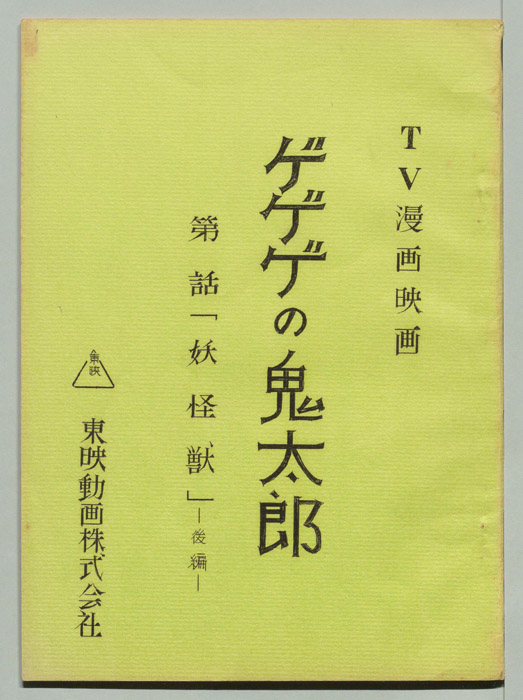 TV漫画映画
ゲゲゲの鬼太郎
第 話「妖怪獣」―後編―
東映
東映動画株式会社